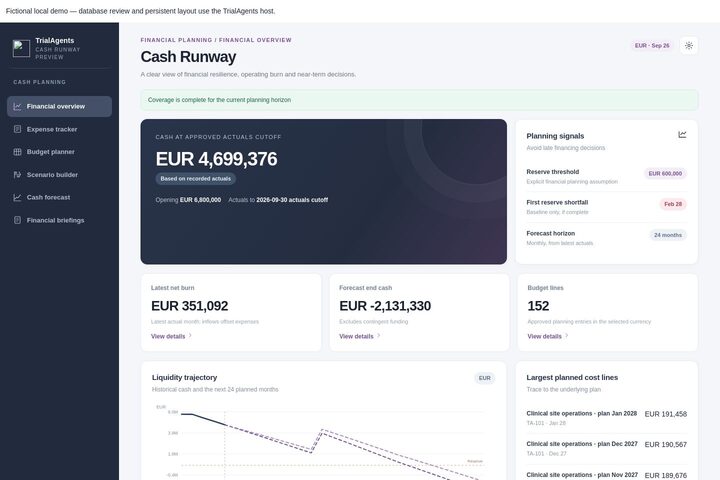 Fictional local demo — database review and persistent layout use the TrialAgents host.
TrialAgents
CASH RUNWAY
PREVIEW
CASH PLANNING
Financial overview
Expense tracker
Budget planner
Scenario builder
Cash forecast
Financial briefings
FINANCIAL PLANNING / FINANCIAL OVERVIEW
Cash Runway
A clear view of financial resilience, operating burn and near-term decisions.
EUR · Sep 26
Coverage is complete for the current planning horizon
CASH AT APPROVED ACTUALS CUTOFF
EUR 4,699,376
Based on recorded actuals
Opening EUR 6,800,000 Actuals to 2026-09-30 actuals cutoff
Planning signals
Avoid late financing decisions
Reserve threshold
Explicit financial planning assumption
EUR 600,000
First reserve shortfall
Baseline only, if complete
Feb 28
Forecast horizon
Monthly, from latest actuals
24 months
Latest net burn
EUR 351,092
Latest actual month; inflows offset expenses
View details
Forecast end cash
EUR -2,131,330
Excludes contingent funding
View details
Budget lines
152
Approved planning entries in the selected currency
View details
Liquidity trajectory
Historical cash and the next 24 planned months
EUR
EUR
3.8M
1.8M
-0.4M
Reserve
Largest planned cost lines
Trace to the underlying plan
Clinical site operations · plan Jan 2028
EUR 191,458
TA-101 · Jan 28
Clinical site operations · plan Dec 2027
EUR 190,567
TA-101 · Dec 27
Clinical site operations · plan Nov 2027
EUR 189,676